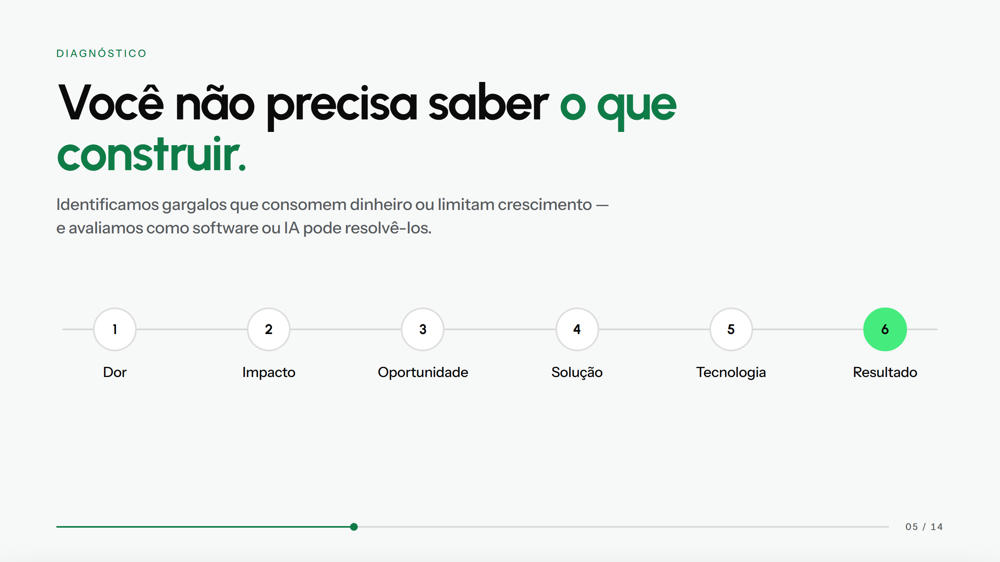 DIAGNÓSTICO
Você não precisa saber o que
construir.
Identificamos gargalos que consomem dinheiro ou limitam crescimento —
e avaliamos como software ou IA pode resolvê-los.
1 2 3 4 5 6
Dor Impacto Oportunidade Solução Tecnologia Resultado
05 / 14